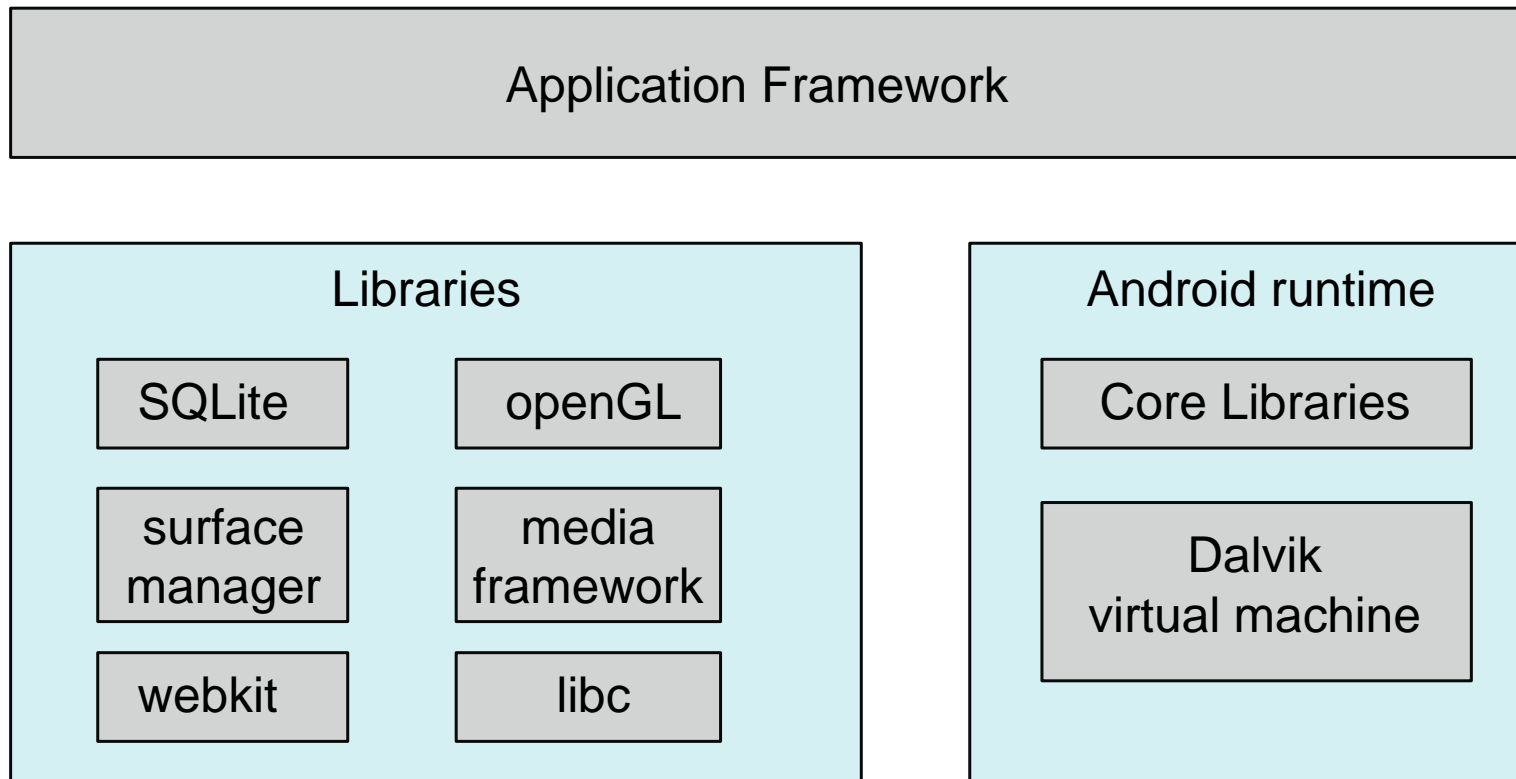 Application Framework
Libraries
SQLite
openGL
surface
manager
media
framework
webkit
libc
Android runtime
Core Libraries
Dalvik
virtual machine